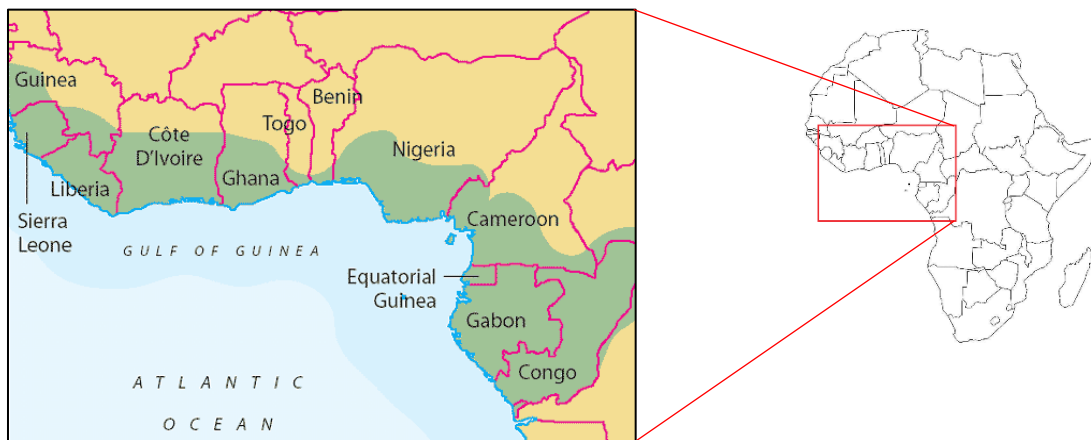 Guinea
Benin
Togo
Côte
D'Ivoire
Nigeria
Ghana
Liberia
Sierra
Leone
Cameroon
GULF OF GUINEA
Equatorial
Guinea
Gabon
Congo
ATLANTIC
OCEAN